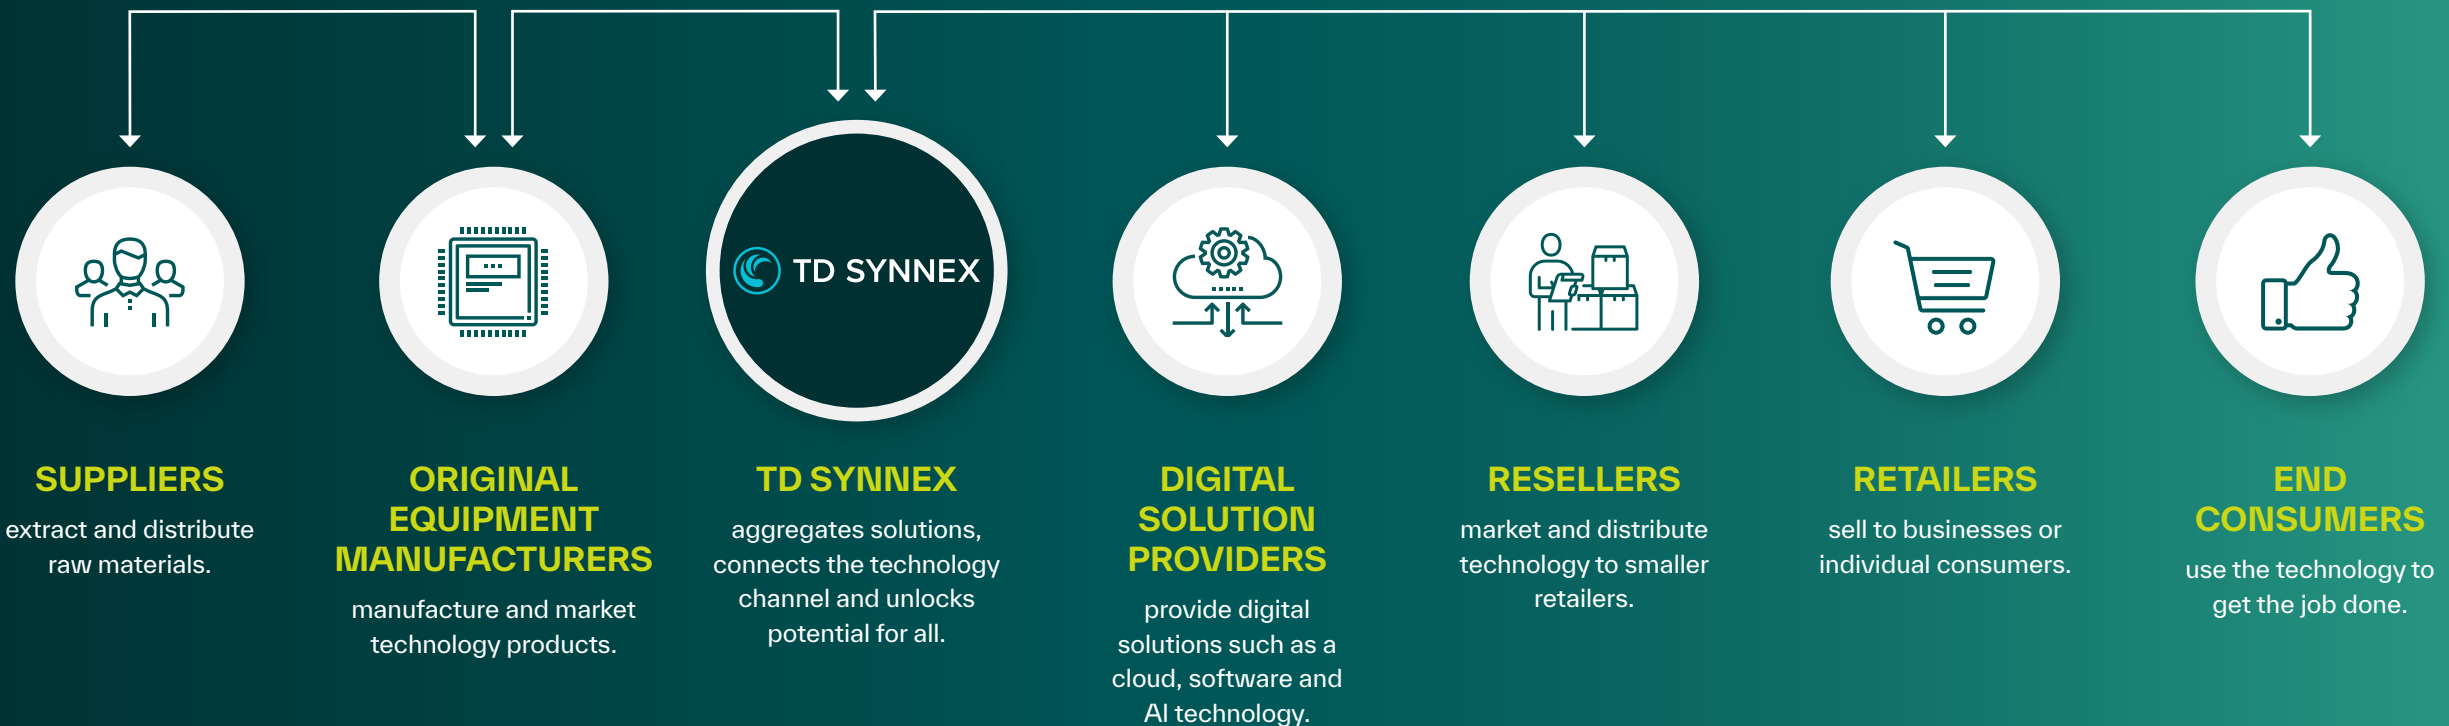 TD SYNNEX
SUPPLIERS
extract and distribute
raw materials.
ORIGINAL
EQUIPMENT
MANUFACTURERS
manufacture and market
technology products.
TD SYNNEX
aggregates solutions,
connects the technology
channel and unlocks
potential for all.
DIGITAL
SOLUTION
PROVIDERS
provide digital
solutions such as a
cloud, software and
AI technology.
RESELLERS
market and distribute
technology to smaller
retailers.
RETAILERS
sell to businesses or
individual consumers.
END
CONSUMERS
use the technology to
get the job done.